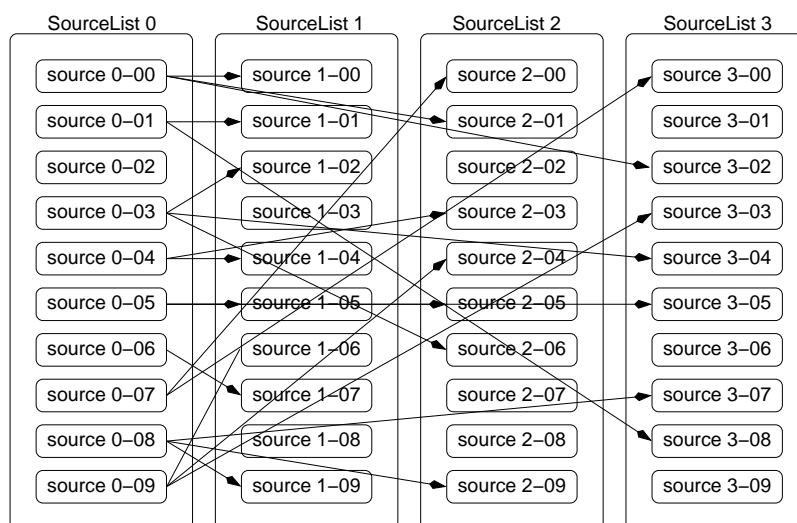 SourceList 0 SourceList 1 SourceList 2 SourceList 3
source 0−00 source 1−00 source 2−00 source 3−00
source 0−01 source 1−01 source 2−01 source 3−01
source 0−02 source 1−02 source 2−02 source 3−02
source 0−03 source 1−03 source 2−03 source 3−03
source 0−04 source 1−04 source 2−04 source 3−04
source 0−05 source 1−05 source 2−05 source 3−05
source 0−06 source 1−06 source 2−06 source 3−06
source 0−07 source 1−07 source 2−07 source 3−07
source 0−08 source 1−08 source 2−08 source 3−08
source 0−09 source 1−09 source 2−09 source 3−09